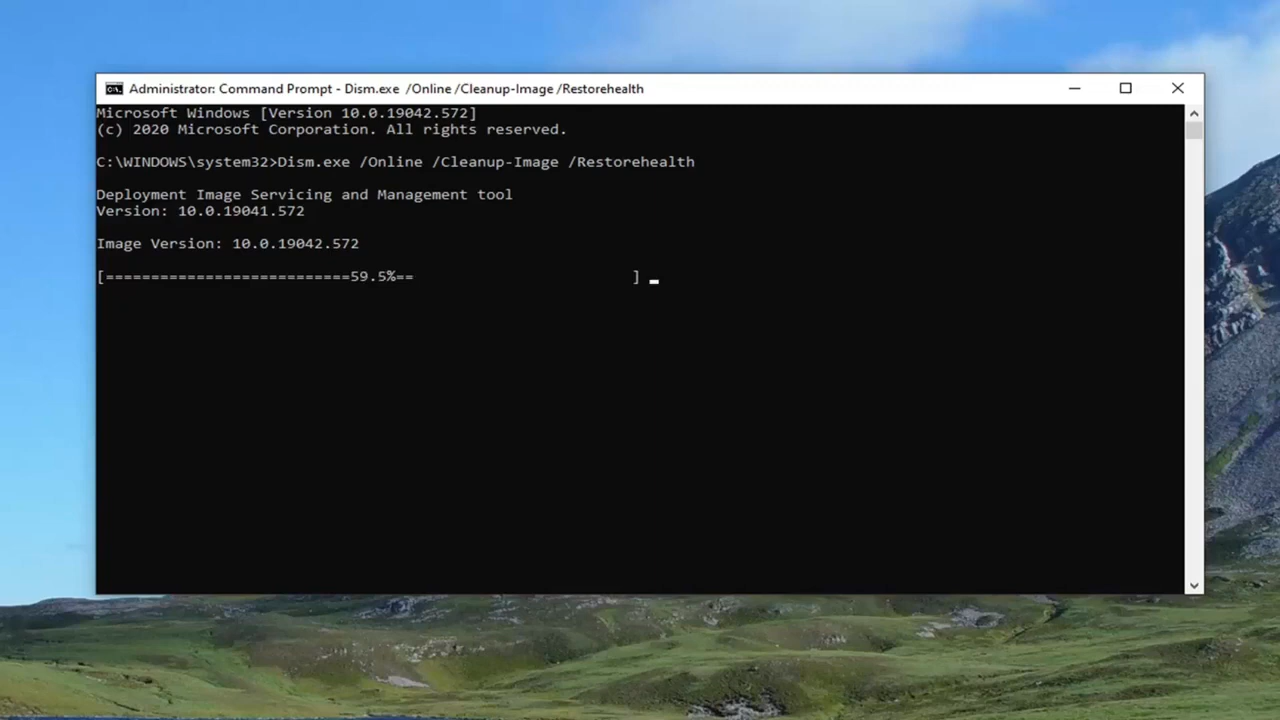 Administrator: Command Prompt - Dism.exe  /Online /Cleanup-Image /Restorehealth
Microsoft Windows [Version 10.0.19042.572]
(c) 2020 Microsoft Corporation. All rights reserved.
C:\WINDOWS\system32>Dism.exe /Online /Cleanup-Image /Restorehealth
Deployment Image Servicing and Management tool
Version: 10.0.19041.572
Image Version: 10.0.19042.572
[===========================59.5%==                         ]